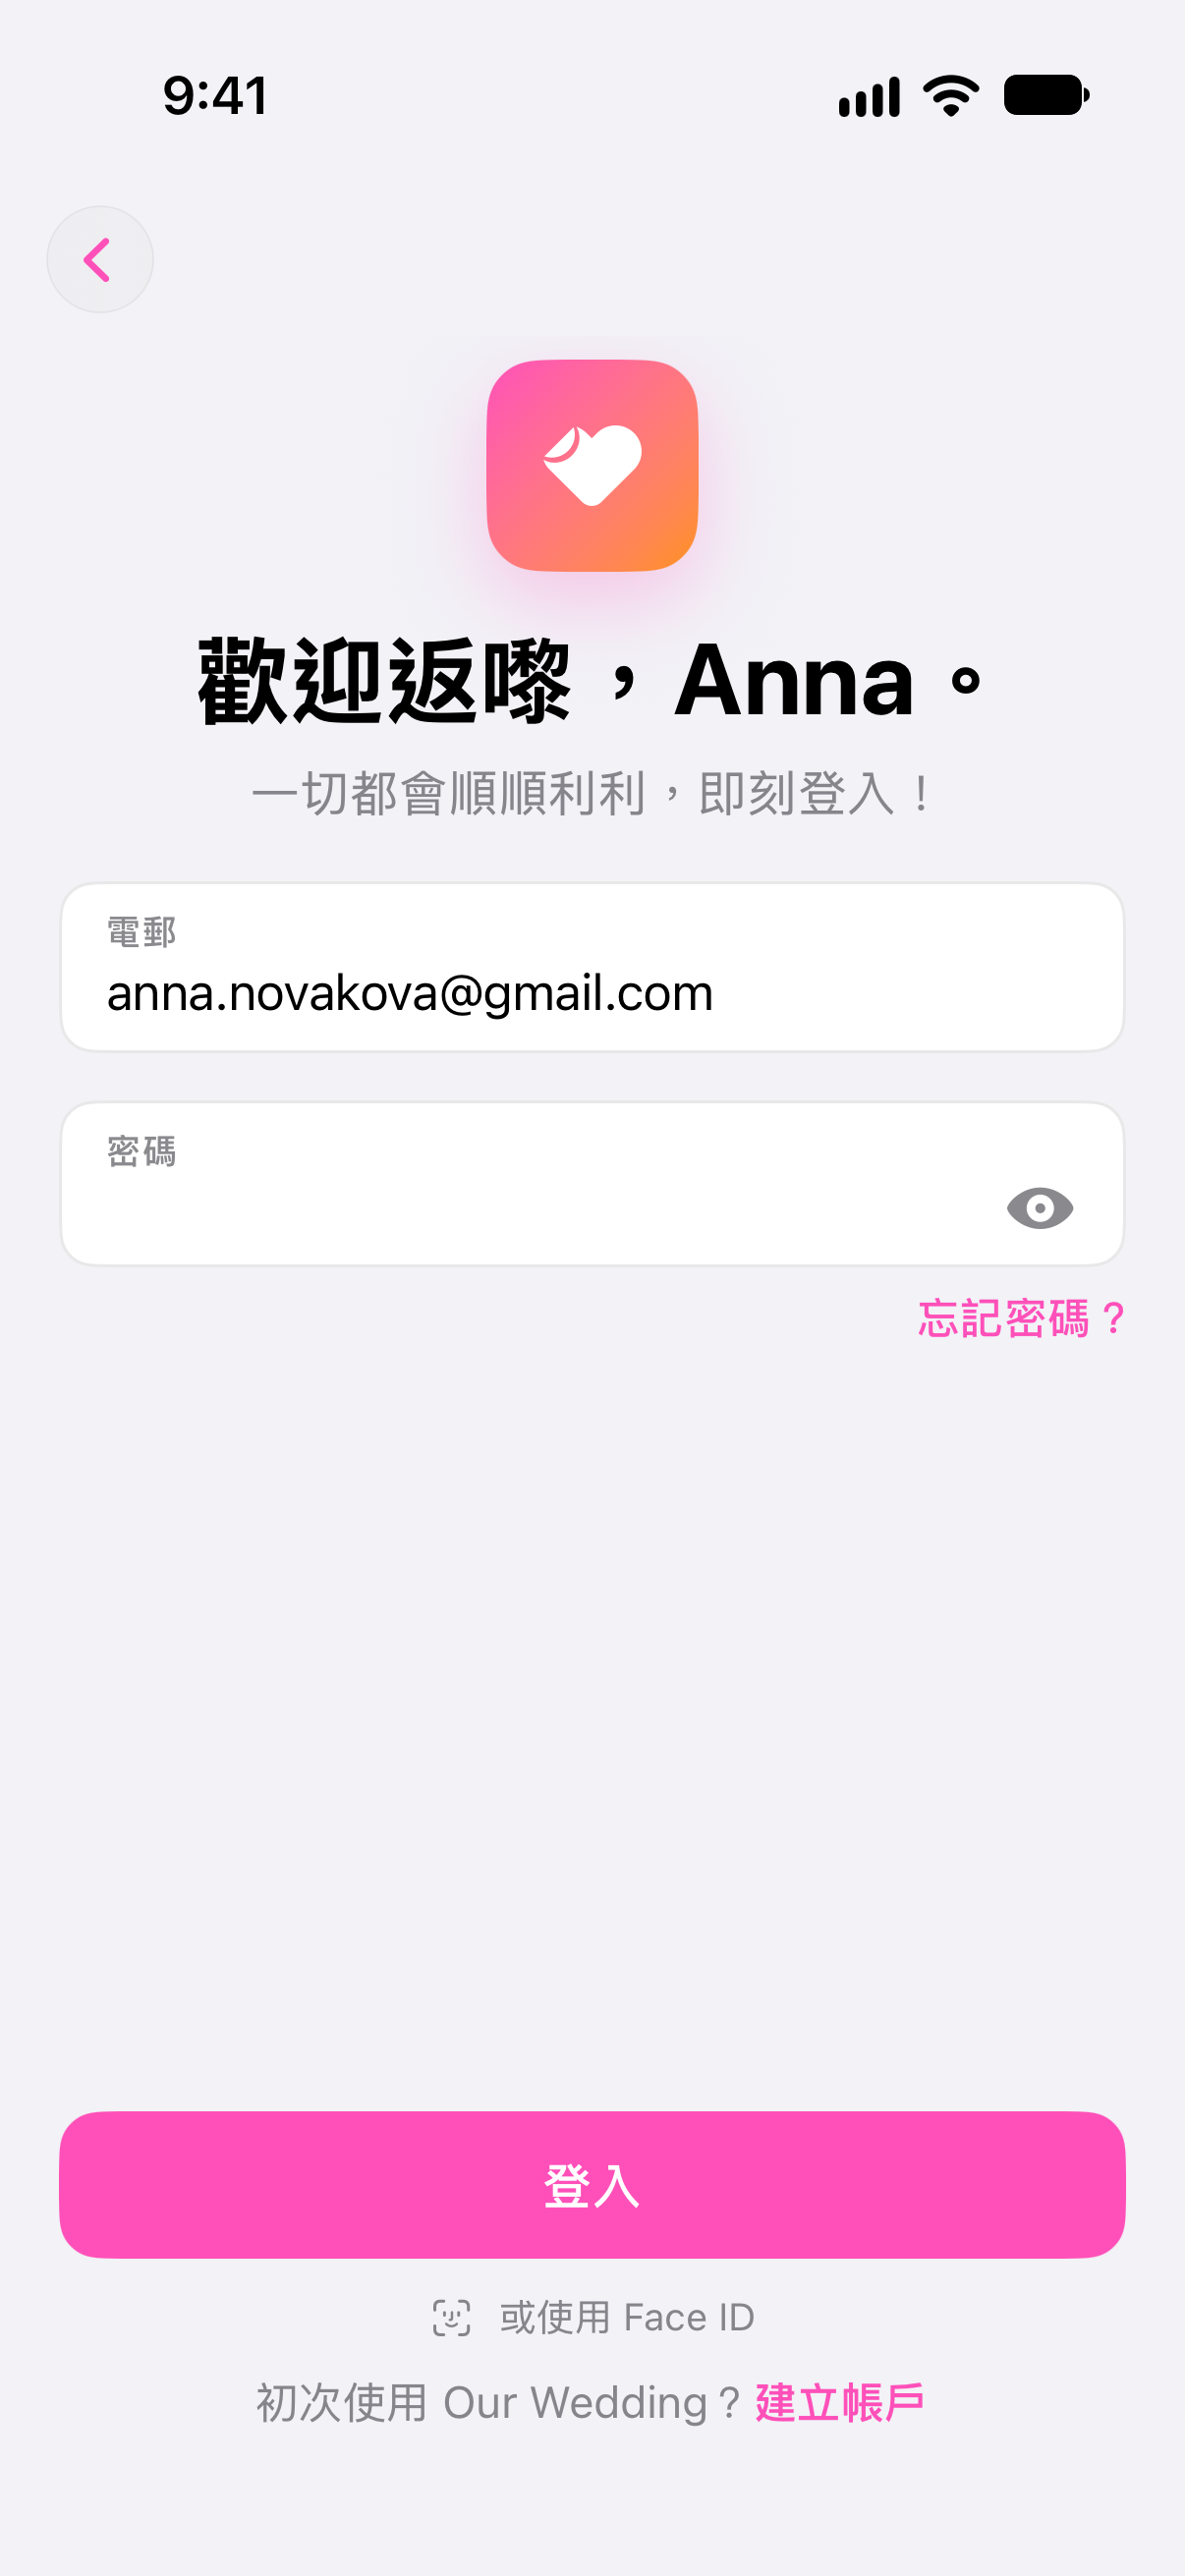 9:41
歡迎返嚟，Anna。
一切都會順順利利，即刻登入！
電郵
anna.novakova@gmail.com
密碼
忘記密碼？
登入
或使用 Face ID
初次使用 Our Wedding？建立帳戶